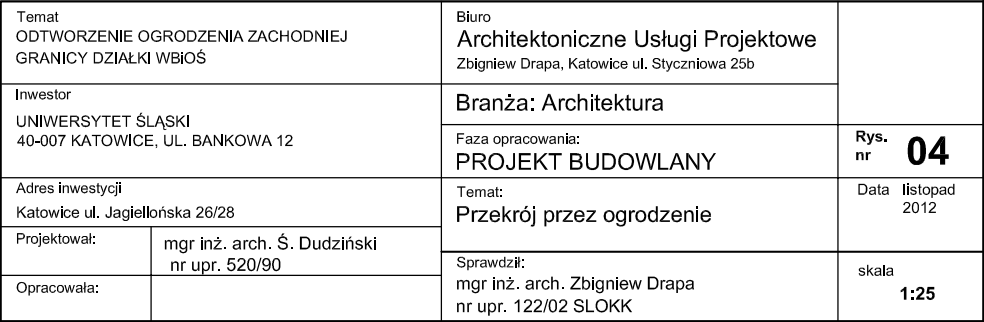 Temat
ODTWORZENIE OGRODZENIA ZACHODNIEJ
GRANICY DZIAŁKI WBiOŚ
Inwestor
UNIWERSYTET ŚLĄSKI
40-007 KATOWICE, UL. BANKOWA 12
Adres inwestycji
Katowice ul. Jagiellońska 26/28
Projektował:
mgr inż. arch. Ś. Dudziński
nr upr. 520/90
Opracowała:
Biuro
Architektoniczne Usługi Projektowe
Zbigniew Drapa, Katowice ul. Styczniowa 25b
Branża: Architektura
Faza opracowania:
PROJEKT BUDOWLANY
Temat:
Przekrój przez ogrodzenie
Sprawdził:
mgr inż. arch. Zbigniew Drapa
nr upr. 122/02 SLOKK
Rys.
nr 04
Data listopad
2012
skala
1:25